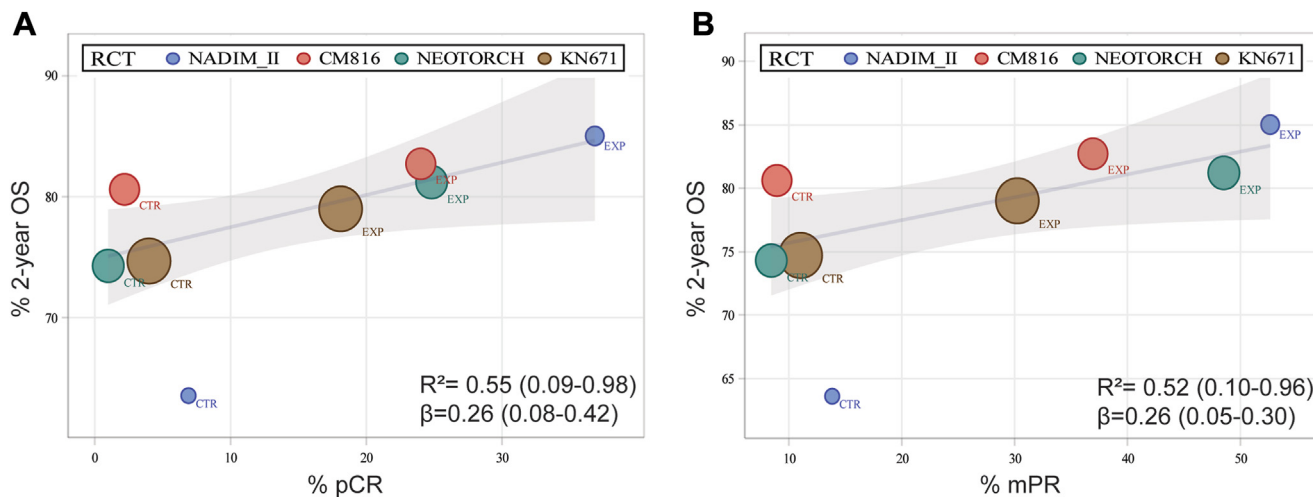 A
RCT NADIM_II CM816 NEOTORCH KN671
90
80
70
% 2-year OS
EXP
EXP
EXP
EXP
CTR
CTR
CTR
CTR
R²= 0.55 (0.09-0.98)
β=0.26 (0.08-0.42)
0 10 20 30
% pCR
B
RCT NADIM_II CM816 NEOTORCH KN671
90
85
80
75
70
65
% 2-year OS
EXP
EXP
EXP
EXP
CTR
CTR
CTR
CTR
R²= 0.52 (0.10-0.96)
β=0.26 (0.05-0.30)
10 20 30 40 50
% mPR